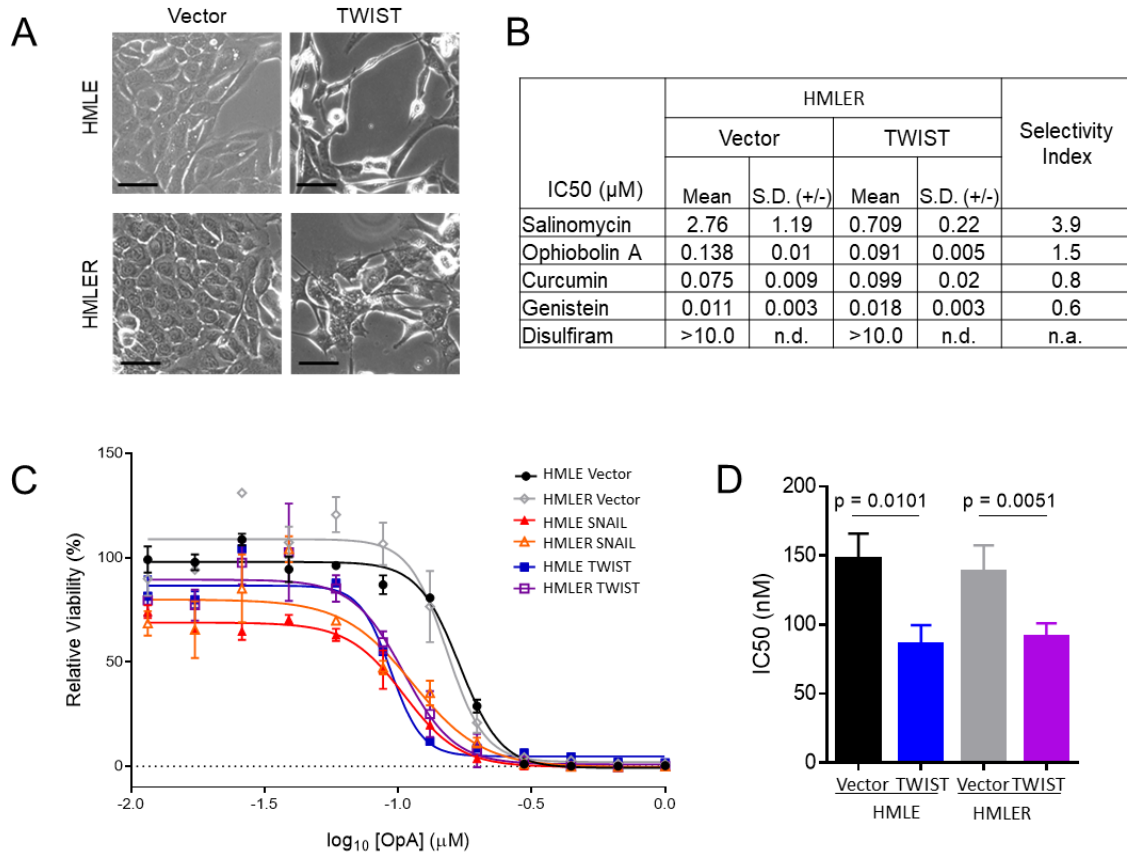 A
Vector TWIST
HMLE
HMLER
B
IC50 (µM) HMLER Selectivity Index
Vector TWIST
Mean S.D. (+/-) Mean S.D. (+/-)
Salinomycin 2.76 1.19 0.709 0.22 3.9
Ophiobolin A 0.138 0.01 0.091 0.005 1.5
Curcumin 0.075 0.009 0.099 0.02 0.8
Genistein 0.011 0.003 0.018 0.003 0.6
Disulfiram >10.0 n.d. >10.0 n.d. n.a.
C
Relative Viability (%)
150
100
50
0
-2.0 -1.5 -1.0 -0.5 0.0
log10 [OpA] (µM)
HMLE Vector
HMLER Vector
HMLE SNAIL
HMLER SNAIL
HMLE TWIST
HMLER TWIST
D
IC50 (nM)
200
150
100
50
0
p = 0.0101 p = 0.0051
Vector TWIST Vector TWIST
HMLE HMLER